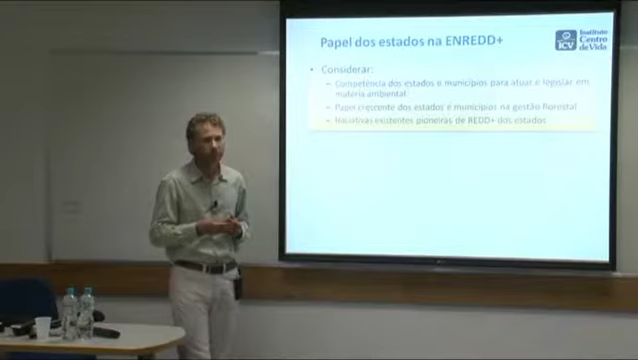 Papel dos estados na ENREDD+
Instituto
Centro
de Vida
ICV
• Considerar:
– Competência dos estados e municípios para atuar e legislar em
matéria ambiental
– Papel crescente dos estados e municípios na gestão florestal
– Iniciativas existentes pioneiras de REDD+ dos estados